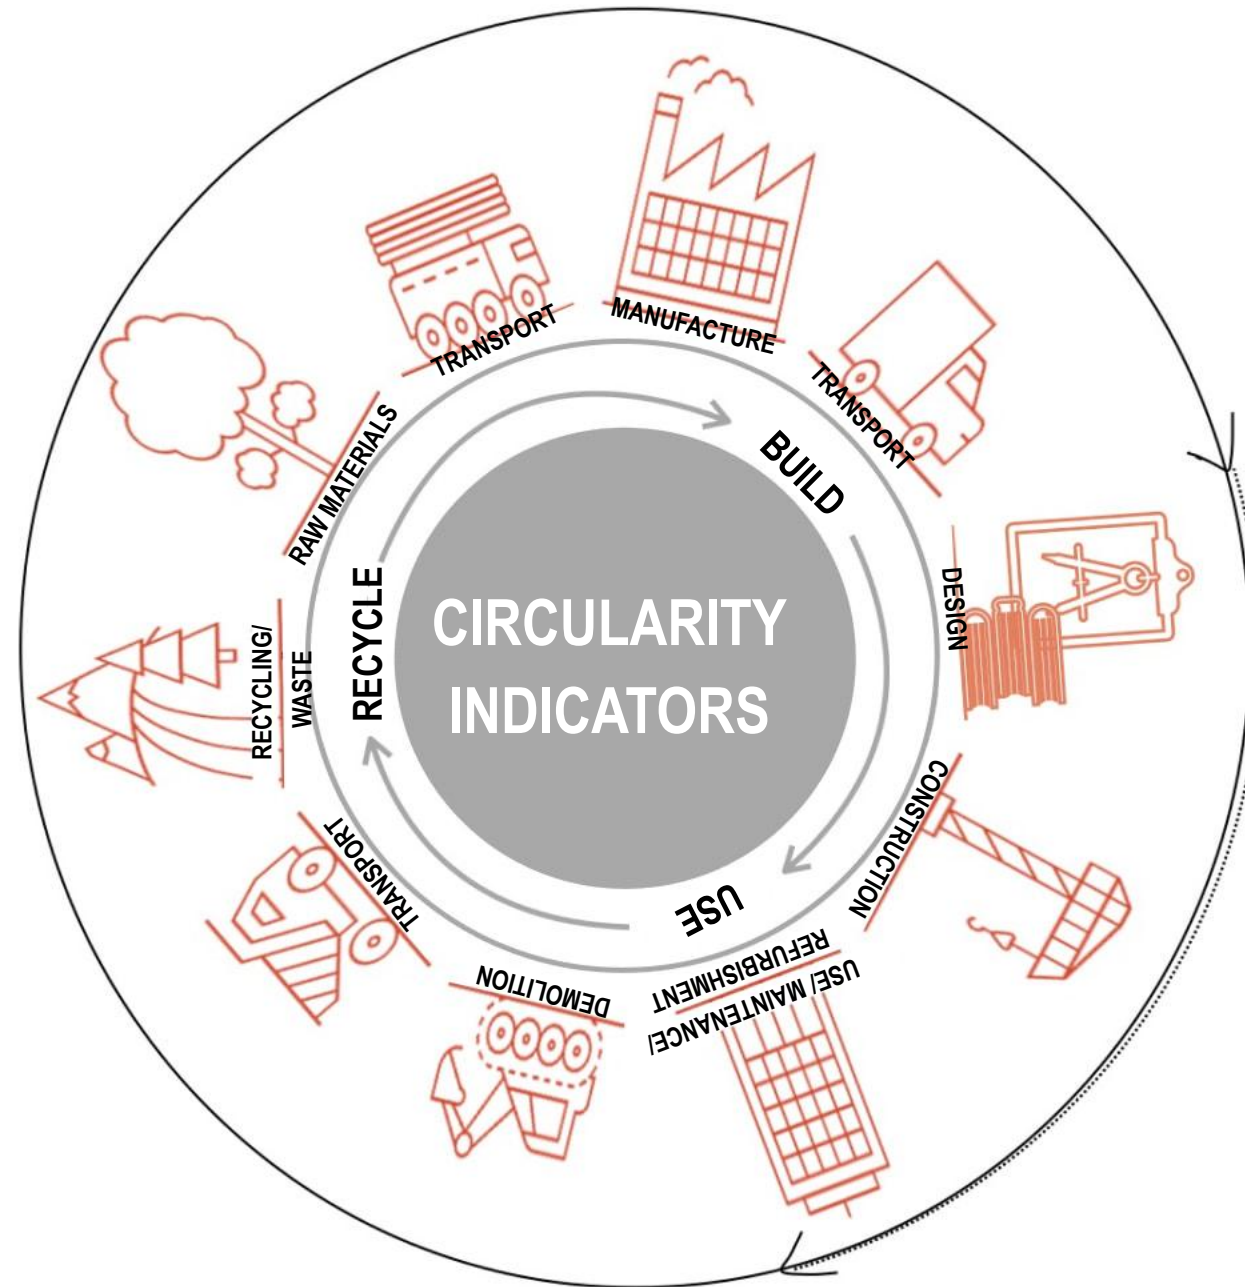 MANUFACTURE
TRANSPORT
DESIGN
CONSTRUCTION
USE/ MAINTENANCE/
REFURBISHMENT
DEMOLITION
TRANSPORT
RECYCLING/
WASTE
RAW MATERIALS
TRANSPORT
BUILD
USE
RECYCLE
CIRCULARITY
INDICATORS